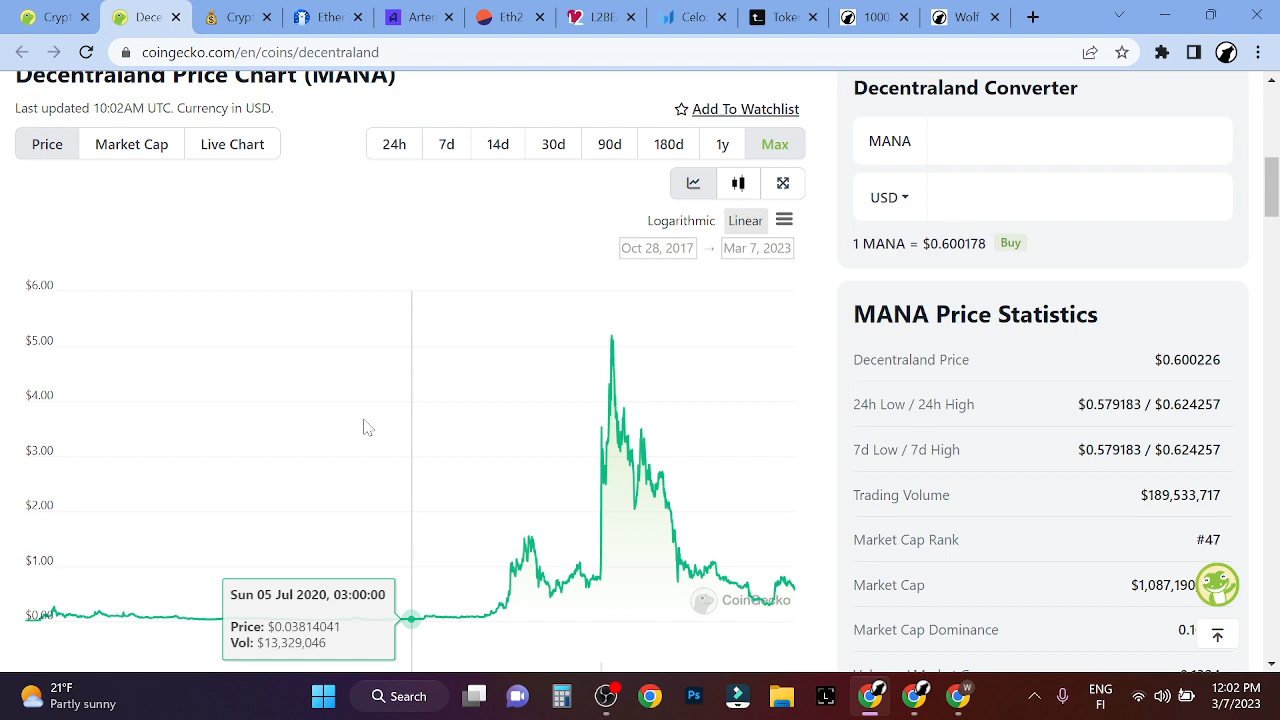 Crypt
Dece
Crypt
Ether
Arter
Eth2
L2BE
Celo
Token
Dece
1000
Wolf
coingecko.com/en/coins/decentraland
Decentraland Price Chart (MANA)
Last updated 10:02AM UTC. Currency in USD.
Add To Watchlist
Price Market Cap Live Chart
24h 7d 14d 30d 90d 180d 1y Max
Logarithmic Linear
Oct 28, 2017 → Mar 7, 2023
$6.00
$5.00
$4.00
$3.00
$2.00
$1.00
$0.00
Sun 05 Jul 2020, 03:00:00
Price: $0.03814041
Vol: $13,329,046
CoinGecko
Decentraland Converter
MANA
USD
1 MANA = $0.600178 Buy
MANA Price Statistics
Decentraland Price $0.600226
24h Low / 24h High $0.579183 / $0.624257
7d Low / 7d High $0.579183 / $0.624257
Trading Volume $189,533,717
Market Cap Rank #47
Market Cap $1,087,190
Market Cap Dominance 0.1
21°F
Partly sunny
Search
Ps
L
W
ENG
FI
12:02 PM
3/7/2023